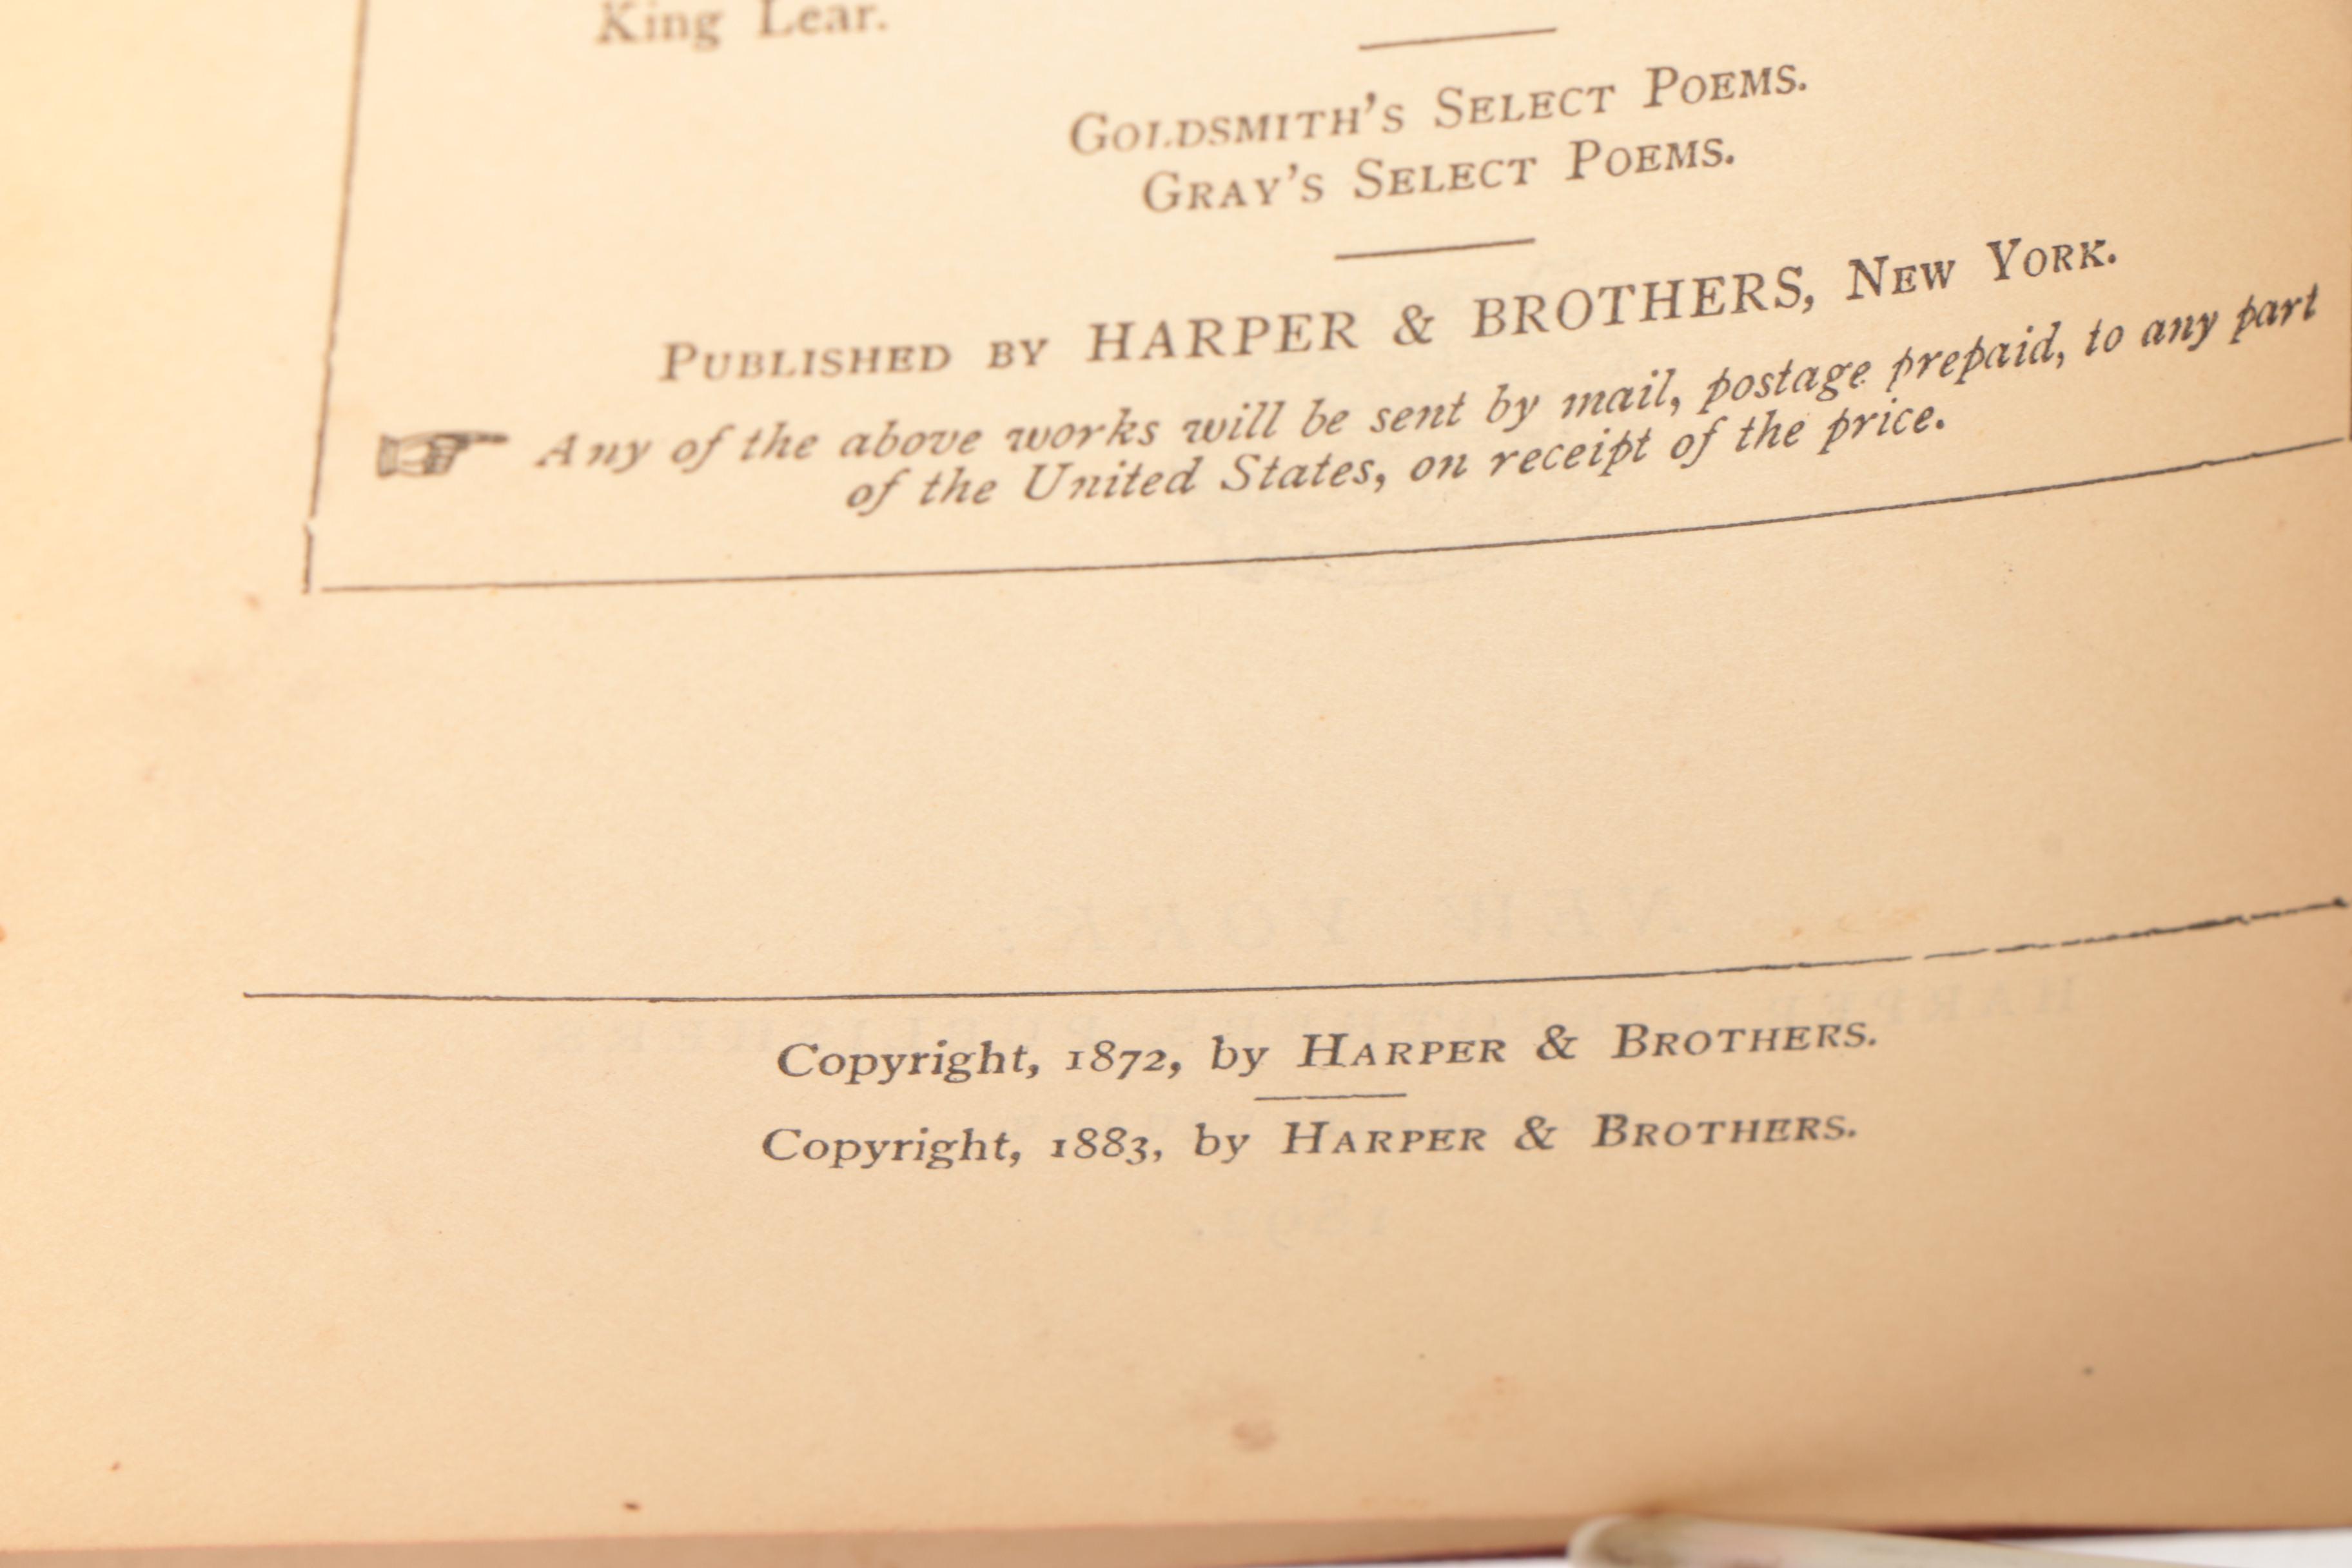 King Lear.
GOLDSMITH'S SELECT POEMS.
GRAY'S SELECT POEMS.
PUBLISHED BY HARPER & BROTHERS, NEW YORK.
☞ Any of the above works will be sent by mail, postage prepaid, to any part
of the United States, on receipt of the price.
NEW YORK
Copyright, 1872, by HARPER & BROTHERS.
Copyright, 1883, by HARPER & BROTHERS.